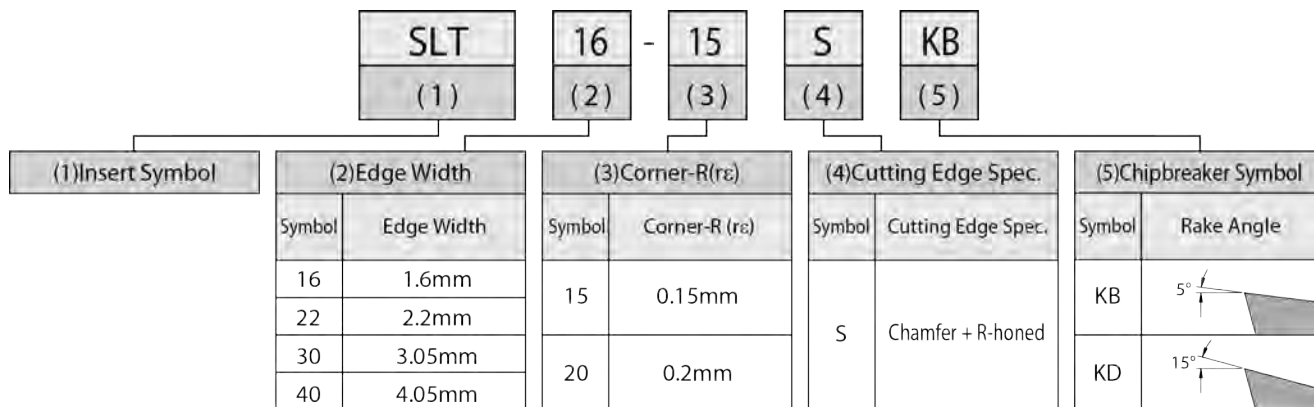 SLT 16 - 15 S KB
(1) (2) (3) (4) (5)
(1)Insert Symbol
(2)Edge Width
Symbol Edge Width
16 1.6mm
22 2.2mm
30 3.05mm
40 4.05mm
(3)Corner-R(rε)
Symbol Corner-R (rε)
15 0.15mm
20 0.2mm
(4)Cutting Edge Spec.
Symbol Cutting Edge Spec.
S Chamfer + R-honed
(5)Chipbreaker Symbol
Symbol Rake Angle
KB 5°
KD 15°